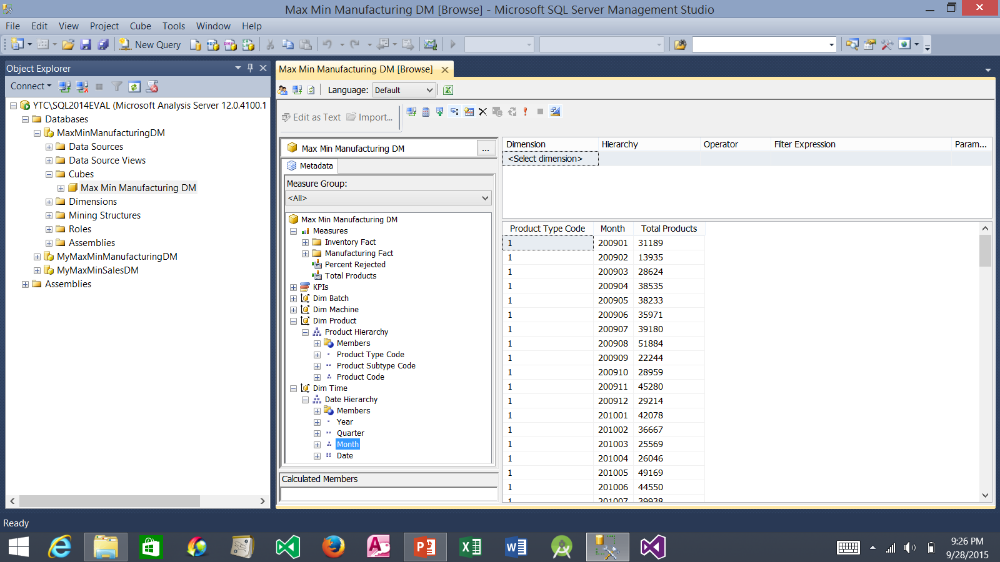 Max Min Manufacturing DM [Browse] - Microsoft SQL Server Management Studio
File Edit View Project Cube Tools Window Help
New Query
Object Explorer
Connect
YTC\SQL2014EVAL (Microsoft Analysis Server 12.0.4100.1
Databases
MaxMinManufacturingDM
Data Sources
Data Source Views
Cubes
Max Min Manufacturing DM
Dimensions
Mining Structures
Roles
Assemblies
MyMaxMinManufacturingDM
MyMaxMinSalesDM
Assemblies
Max Min Manufacturing DM [Browse]
Language: Default
Edit as Text Import...
Max Min Manufacturing DM ...
Metadata
Measure Group:
<All>
Max Min Manufacturing DM
Measures
Inventory Fact
Manufacturing Fact
Percent Rejected
Total Products
KPIs
Dim Batch
Dim Machine
Dim Product
Product Hierarchy
Members
Product Type Code
Product Subtype Code
Product Code
Dim Time
Date Hierarchy
Members
Year
Quarter
Month
Date
Calculated Members
Dimension Hierarchy Operator Filter Expression Param...
<Select dimension>
Product Type Code Month Total Products
1 200901 31189
1 200902 13935
1 200903 28624
1 200904 38535
1 200905 38233
1 200906 35971
1 200907 39180
1 200908 51884
1 200909 22244
1 200910 28959
1 200911 45280
1 200912 29214
1 201001 42078
1 201002 36667
1 201003 25569
1 201004 26046
1 201005 49169
1 201006 44550
1 201007 39938
Ready
9:26 PM
9/28/2015